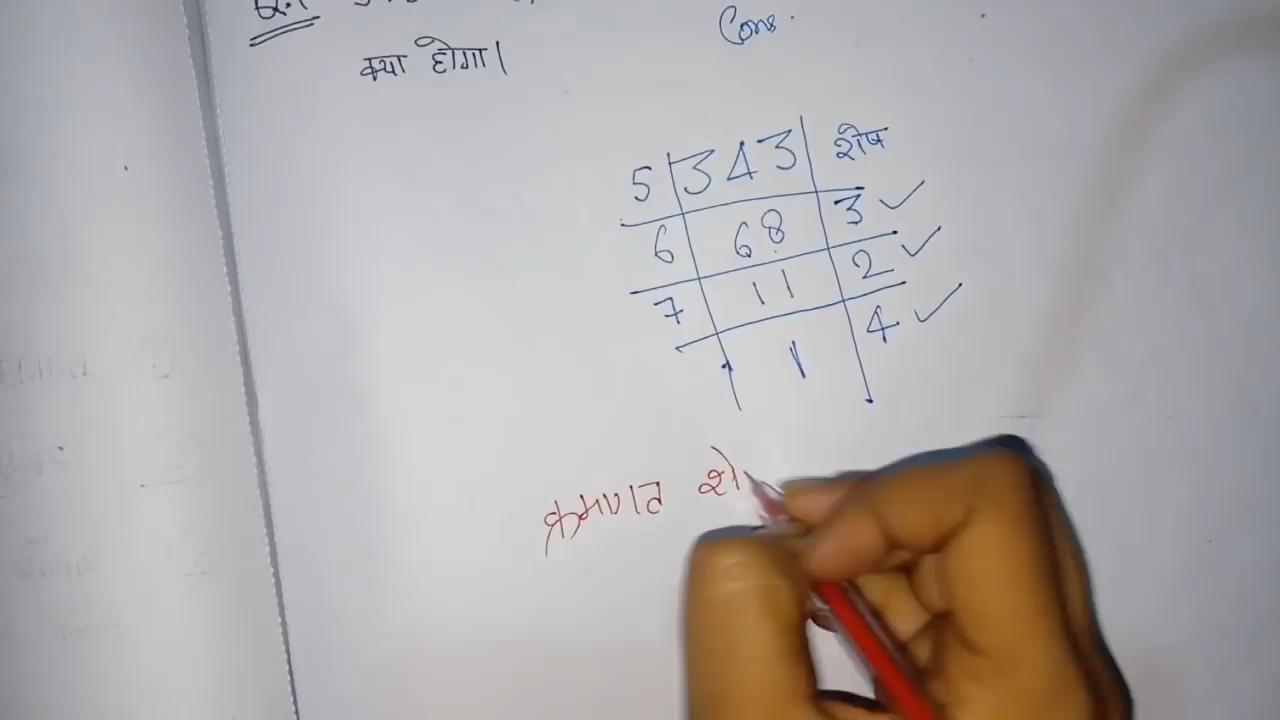 क्या होगा।
Cons.
5 343 शेष
6 68 3 ✓
7 11 2 ✓
1 4 ✓
क्रमागत शे